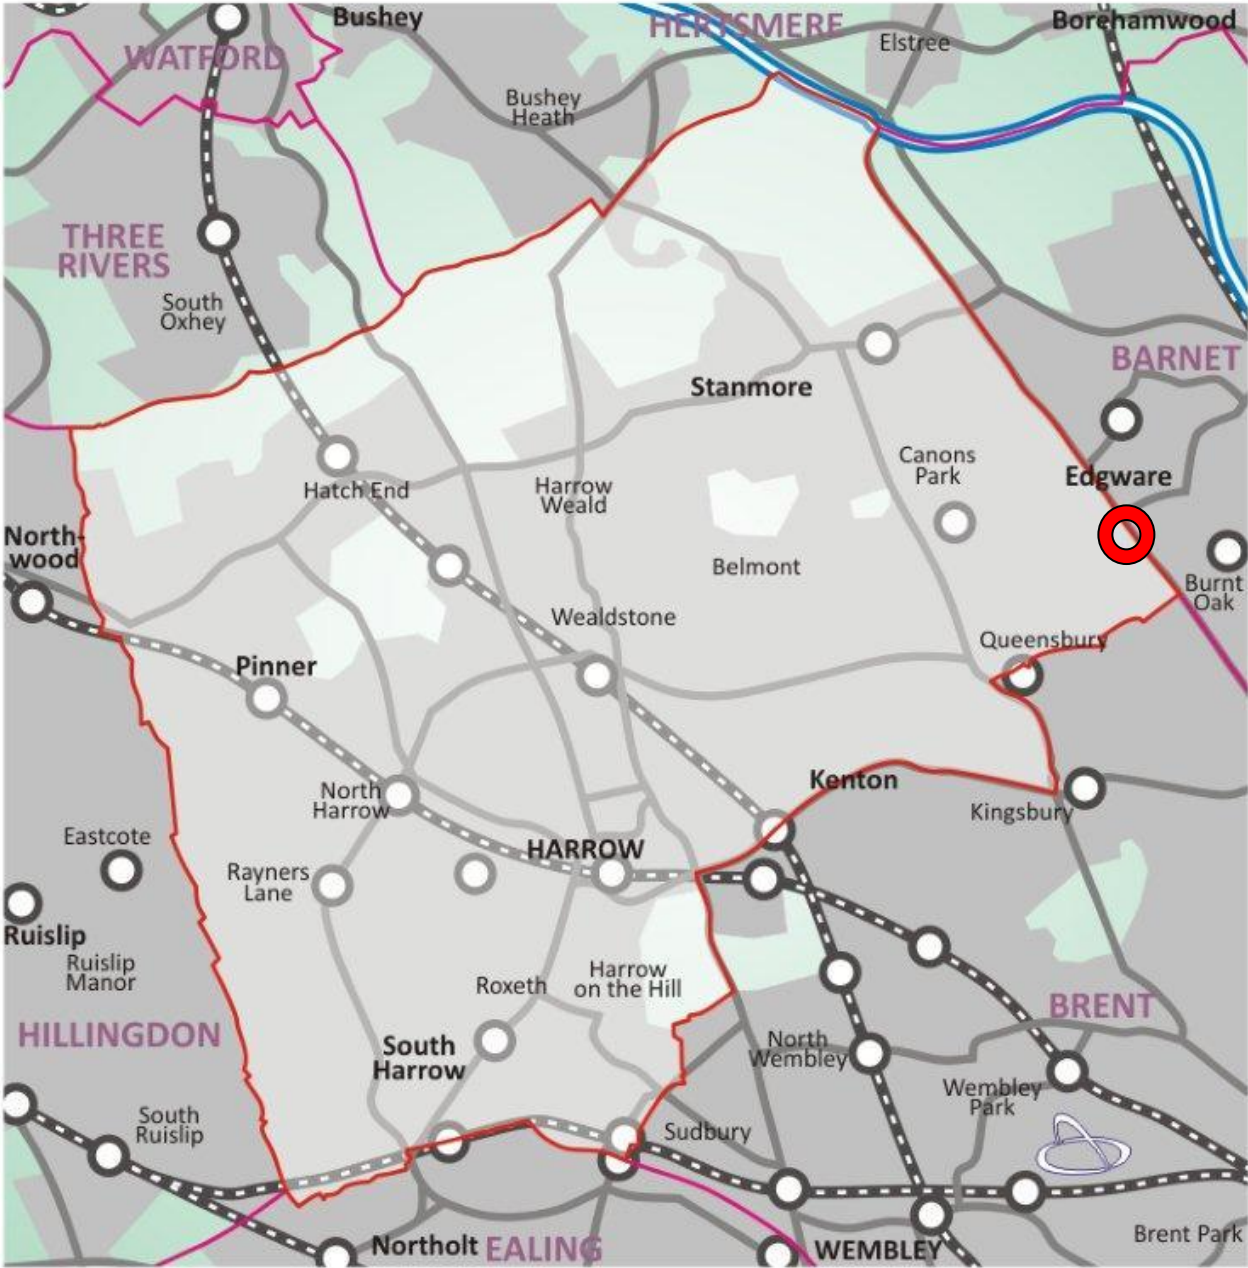 Bushey
HERTSMERE
Borehamwood
Elstree
WATFORD
Bushey
Heath
THREE
RIVERS
South
Oxhey
BARNET
Stanmore
Canons
Park
Edgware
Hatch End
Harrow
Weald
North-
wood
Belmont
Burnt
Oak
Wealdstone
Queensbury
Pinner
Kenton
North
Harrow
Kingsbury
Eastcote
HARROW
Rayners
Lane
Ruislip
Ruislip
Manor
Roxeth
Harrow
on the Hill
BRENT
HILLINGDON
South
Harrow
North
Wembley
Wembley
Park
South
Ruislip
Sudbury
Northolt
EALING
WEMBLEY
Brent Park